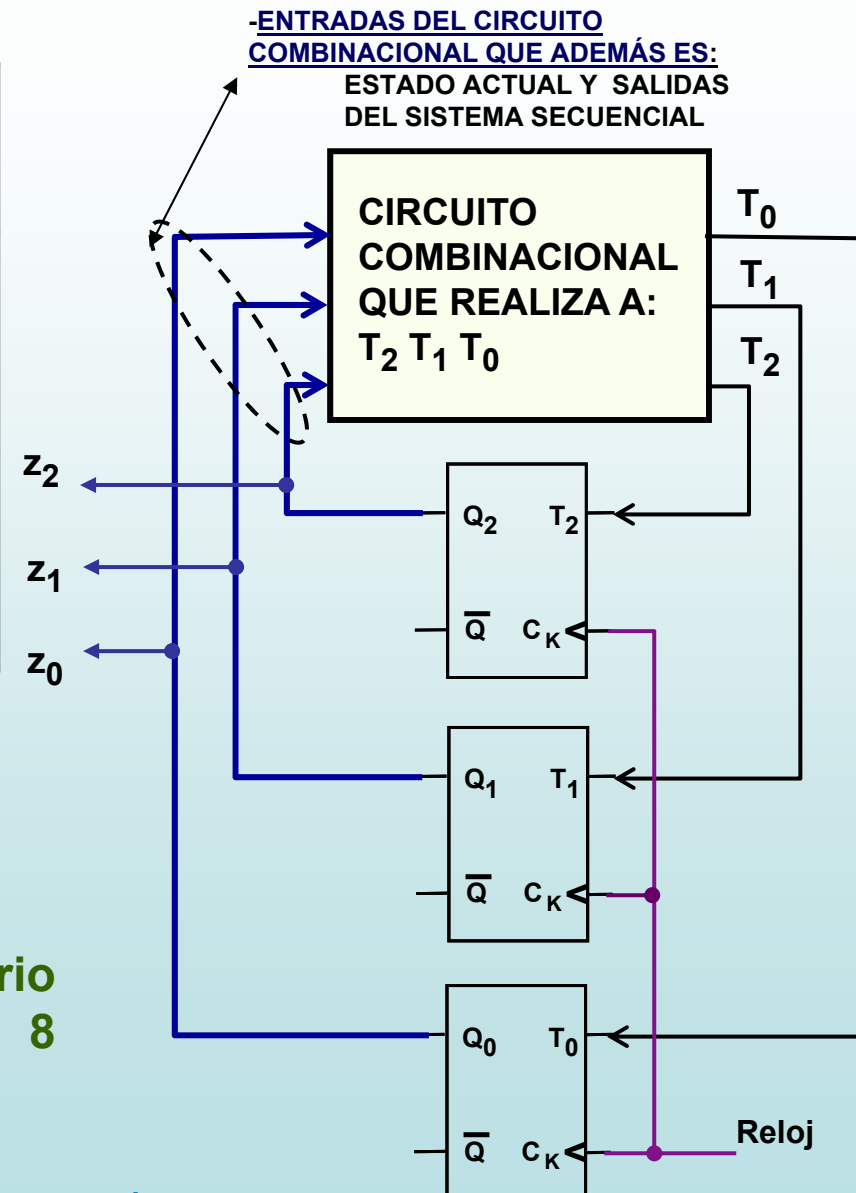 -ENTRADAS DEL CIRCUITO
COMBINACIONAL QUE ADEMÁS ES:
ESTADO ACTUAL Y SALIDAS
DEL SISTEMA SECUENCIAL
CIRCUITO
COMBINACIONAL
QUE REALIZA A:
T2 T1 T0
T0
T1
T2
z2
z1
z0
Q2 T2
Q̅ CK
Q1 T1
Q̅ CK
rio
8
Q0 T0
Q̅ CK
Reloj